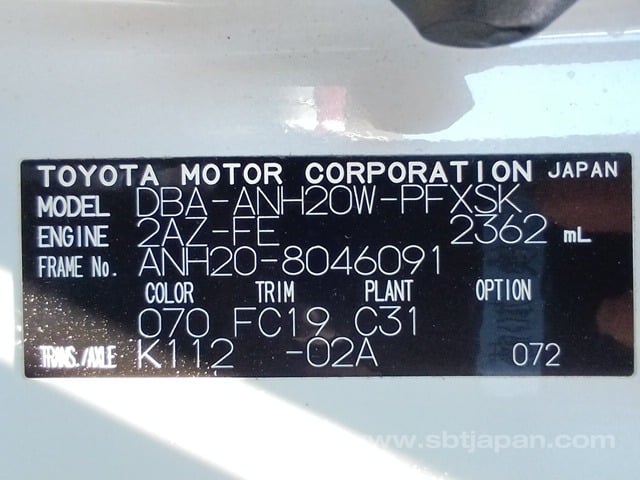 TOYOTA MOTOR CORPORATION JAPAN
MODEL DBA-ANH20W-PFXSK
ENGINE 2AZ-FE 2362 mL
FRAME No. ANH20-8046091
COLOR TRIM PLANT OPTION
070 FC19 C31
TRANS./AXLE K112 -02A 072
www.sbtjapan.com